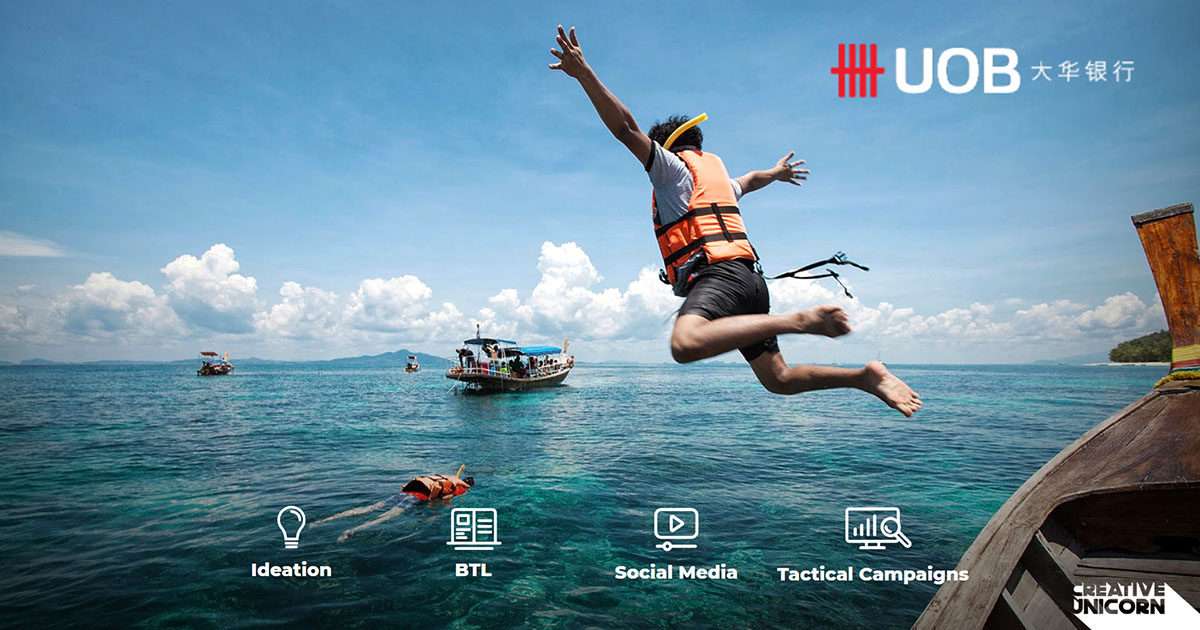 UOB 大华银行
Ideation
BTL
Social Media
Tactical Campaigns
CREATIVE
UNICORN